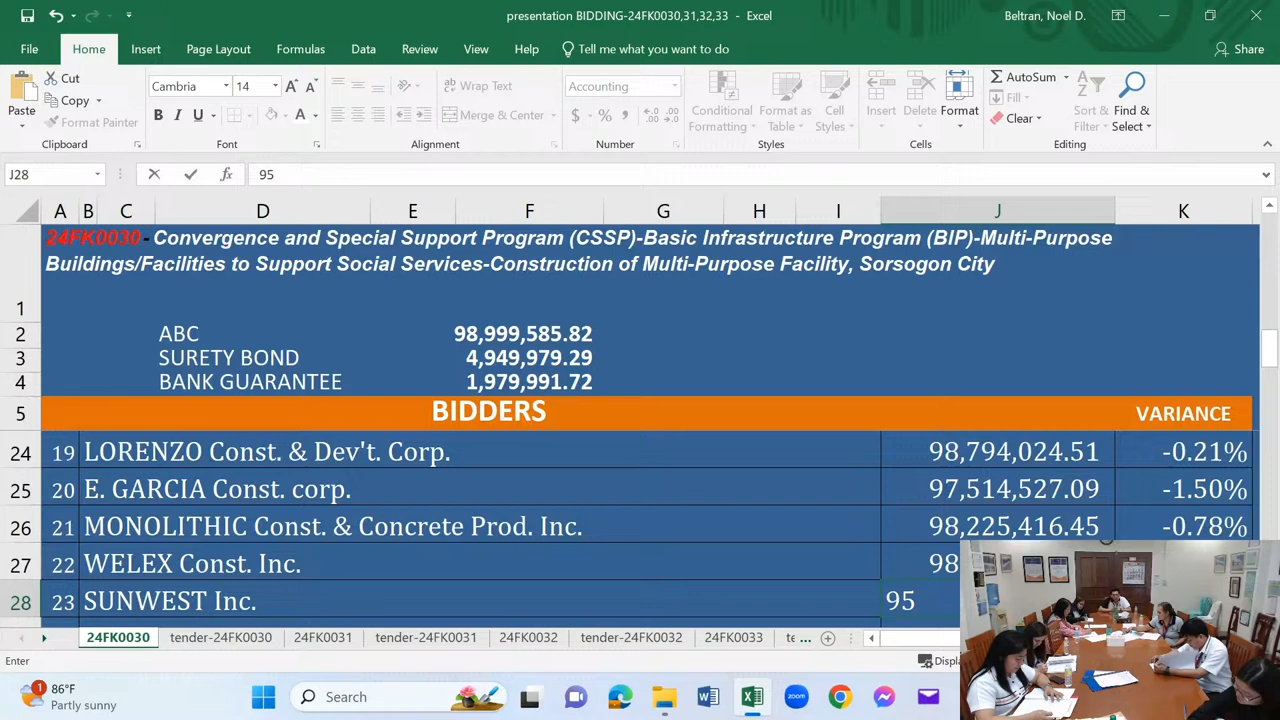 presentation BIDDING-24FK0030,31,32,33 - Excel
Beltran, Noel D.
File Home Insert Page Layout Formulas Data Review View Help Tell me what you want to do Share
Paste
Cut
Copy
Format Painter
Clipboard
Cambria 14
B I U
Font
Wrap Text
Merge & Center
Alignment
Accounting
$ % ,
Number
Conditional Formatting
Format as Table
Cell Styles
Styles
Insert Delete Format
Cells
AutoSum
Fill
Clear
Sort & Filter
Find & Select
Editing
J28 fx 95
A B C D E F G H I J K
24FK0030 - Convergence and Special Support Program (CSSP)-Basic Infrastructure Program (BIP)-Multi-Purpose
Buildings/Facilities to Support Social Services-Construction of Multi-Purpose Facility, Sorsogon City
1
2 ABC 98,999,585.82
3 SURETY BOND 4,949,979.29
4 BANK GUARANTEE 1,979,991.72
5 BIDDERS VARIANCE
24 19 LORENZO Const. & Dev't. Corp. 98,794,024.51 -0.21%
25 20 E. GARCIA Const. corp. 97,514,527.09 -1.50%
26 21 MONOLITHIC Const. & Concrete Prod. Inc. 98,225,416.45 -0.78%
27 22 WELEX Const. Inc. 98
28 23 SUNWEST Inc. 95
24FK0030 tender-24FK0030 24FK0031 tender-24FK0031 24FK0032 tender-24FK0032 24FK0033 te ...
Enter
1 86°F
Partly sunny
Search
zoom